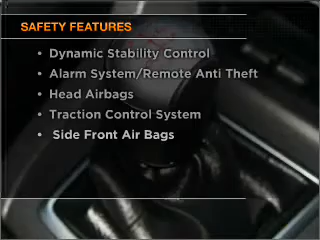 SAFETY FEATURES
• Dynamic Stability Control
• Alarm System/Remote Anti Theft
• Head Airbags
• Traction Control System
• Side Front Air Bags